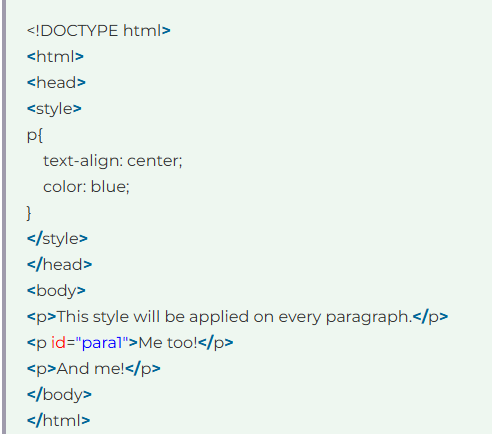 <!DOCTYPE html>
<html>
<head>
<style>
p{
    text-align: center;
    color: blue;
}
</style>
</head>
<body>
<p>This style will be applied on every paragraph.</p>
<p id="para1">Me too!</p>
<p>And me!</p>
</body>
</html>